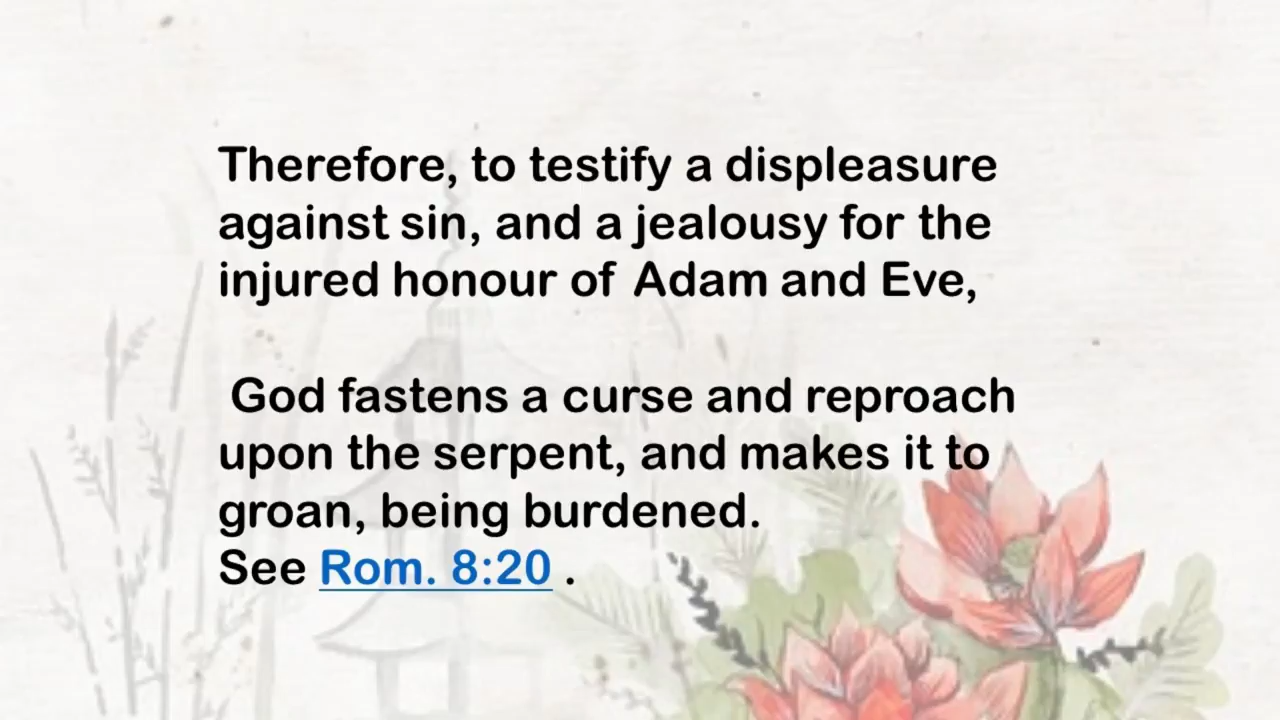 Therefore, to testify a displeasure
against sin, and a jealousy for the
injured honour of Adam and Eve,
God fastens a curse and reproach
upon the serpent, and makes it to
groan, being burdened.
See Rom. 8:20 .